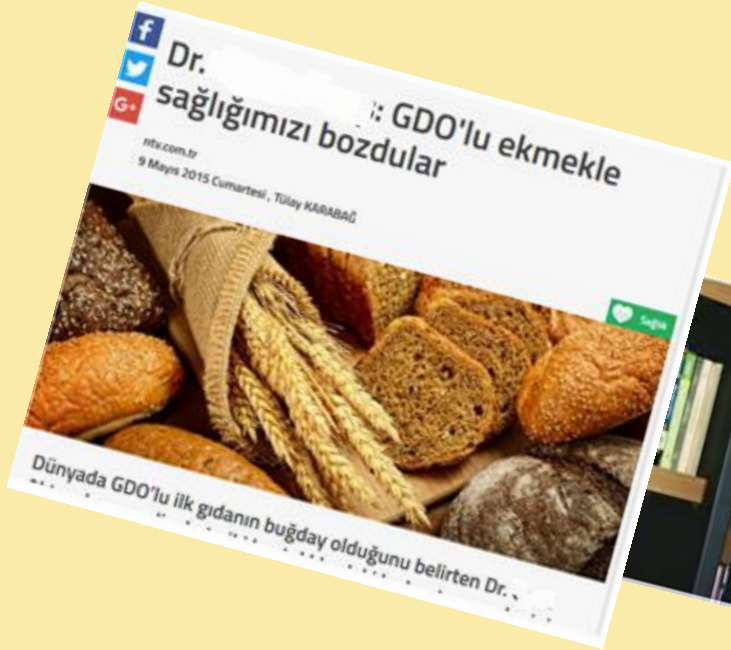 Dr.
: GDO'lu ekmekle
sağlığımızı bozdular
ntv.com.tr
9 Mayıs 2015 Cumartesi, Tülay KARABAĞ
Sağlık
Dünyada GDO'lu ilk gıdanın buğday olduğunu belirten Dr.